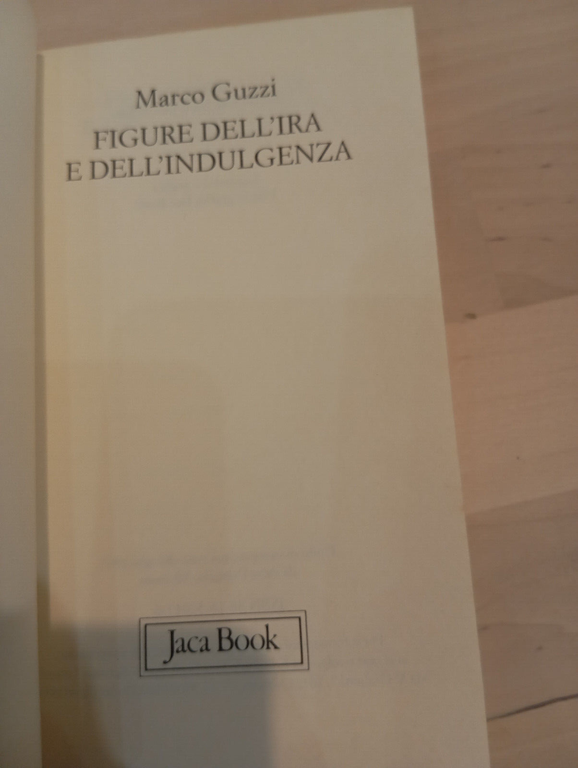 Marco Guzzi
FIGURE DELL'IRA
E DELL'INDULGENZA
Jaca Book